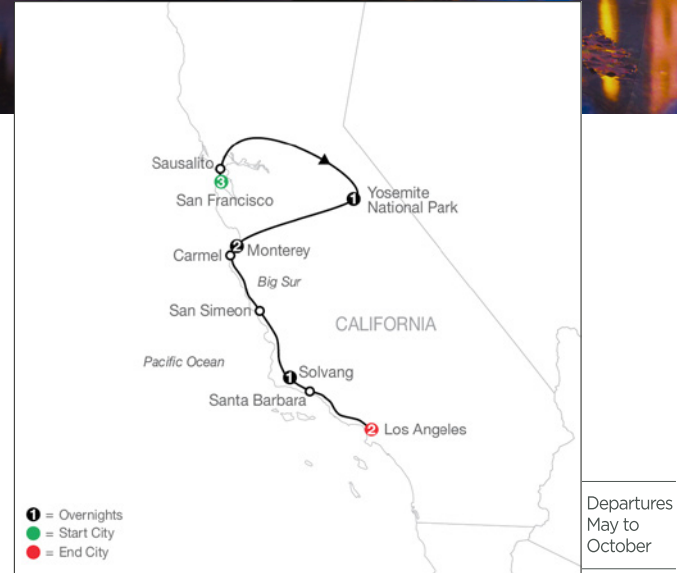 Sausalito
3
San Francisco
1
Yosemite
National Park
2
Monterey
Carmel
Big Sur
San Simeon
CALIFORNIA
Pacific Ocean
1
Solvang
Santa Barbara
2
Los Angeles
1 = Overnights
= Start City
= End City
Departures
May to
October